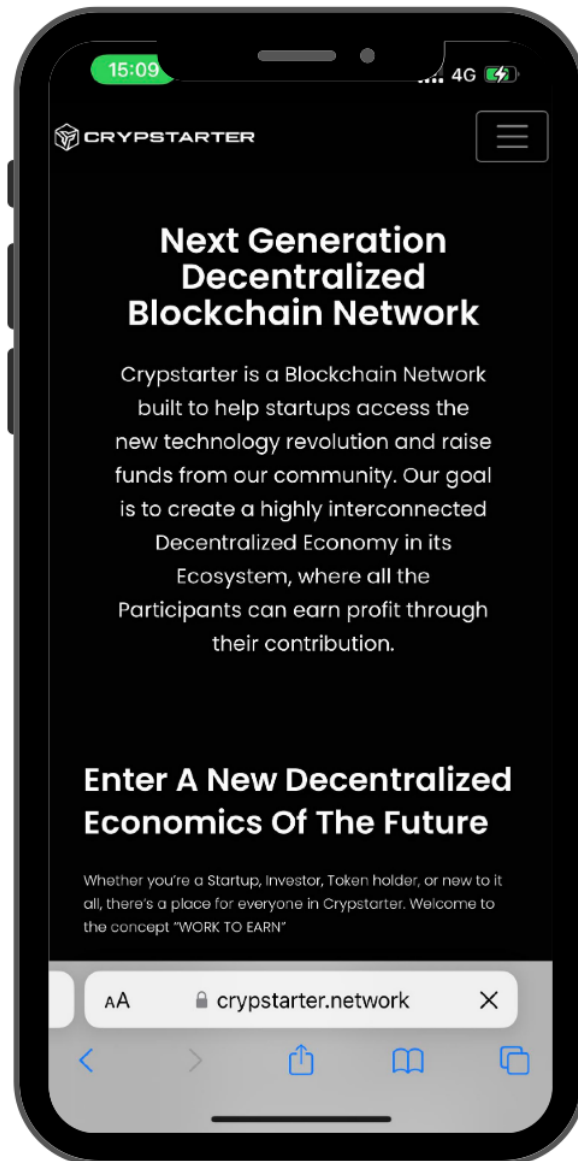 15:09
4G
CRYPSTARTER
Next Generation
Decentralized
Blockchain Network
Crypstarter is a Blockchain Network
built to help startups access the
new technology revolution and raise
funds from our community. Our goal
is to create a highly interconnected
Decentralized Economy in its
Ecosystem, where all the
Participants can earn profit through
their contribution.
Enter A New Decentralized
Economics Of The Future
Whether you're a Startup, Investor, Token holder, or new to it
all, there's a place for everyone in Crypstarter. Welcome to
the concept "WORK TO EARN"
AA crypstarter.network